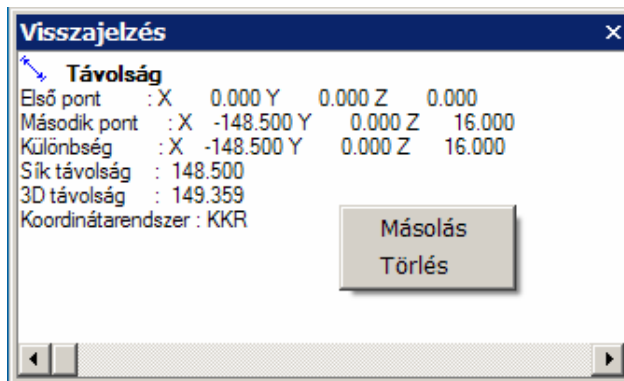 Visszajelzés
Távolság
Első pont : X 0.000 Y 0.000 Z 0.000
Második pont : X -148.500 Y 0.000 Z 16.000
Különbség : X -148.500 Y 0.000 Z 16.000
Sík távolság : 148.500
3D távolság : 149.359
Koordinátarendszer : KKR
Másolás
Törlés